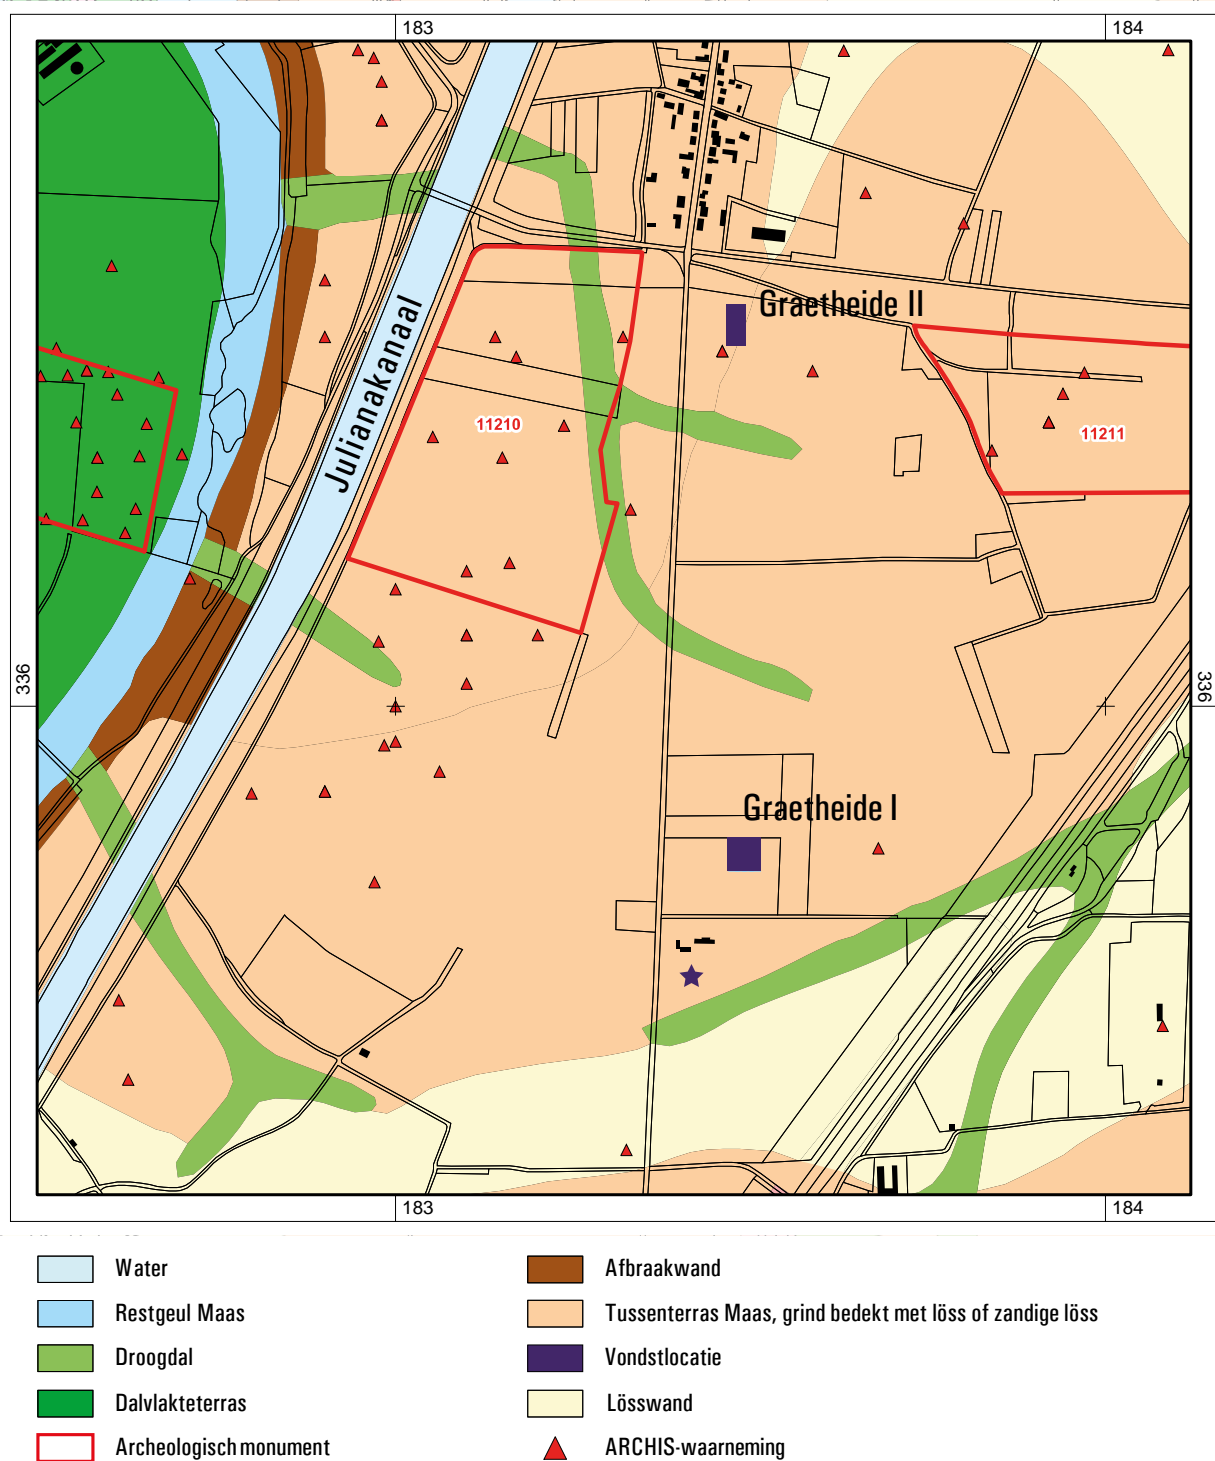 183
184
Graetheide II
Julianakanaal
11210
11211
336
336
Graetheide I
183
184
Water
Restgeul Maas
Droogdal
Dalvlakteterras
Archeologisch monument
Afbraakwand
Tussenterras Maas, grind bedekt met löss of zandige löss
Vondstlocatie
Lösswand
ARCHIS-waarneming